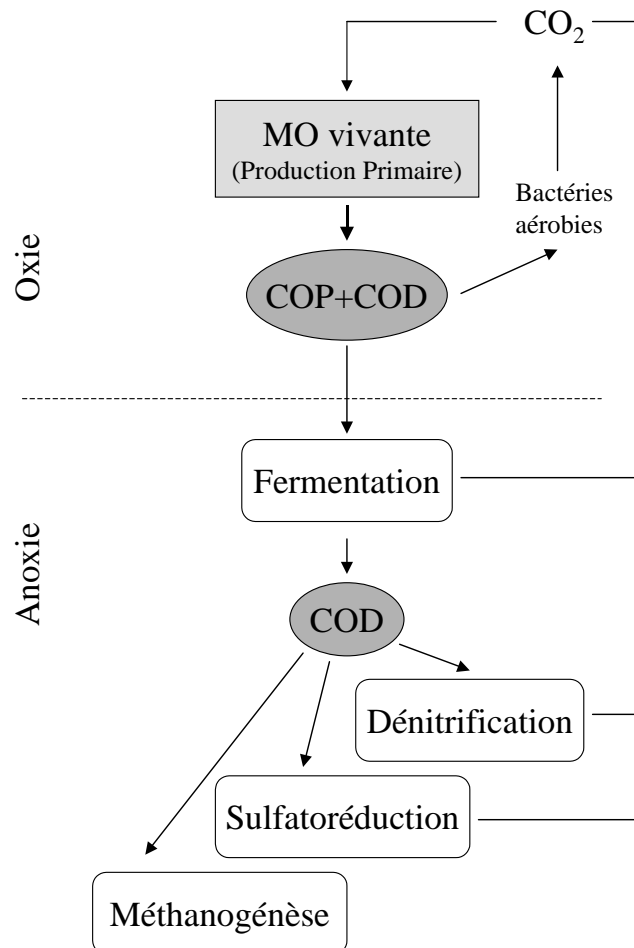 CO₂
MO vivante
(Production Primaire)
Bactéries
aérobies
Oxie
COP+COD
Fermentation
Anoxie
COD
Dénitrification
Sulfatoréduction
Méthanogénèse